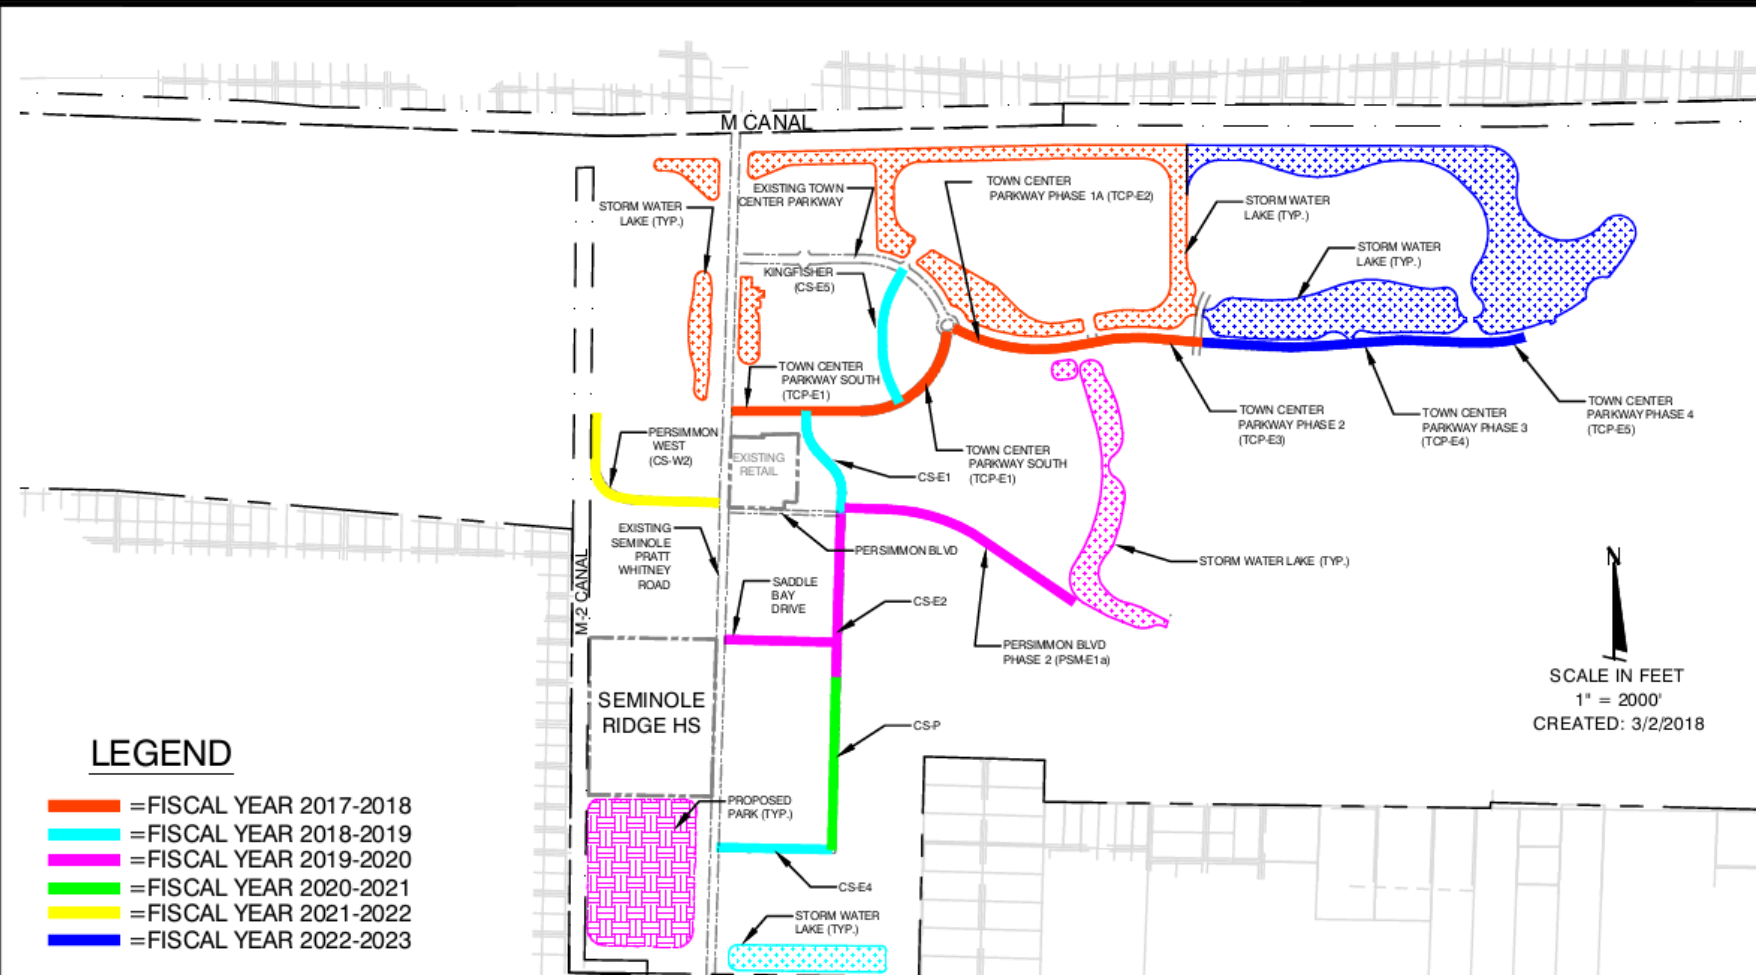 M CANAL
EXISTING TOWN
CENTER PARKWAY
TOWN CENTER
PARKWAY PHASE 1A (TCP-E2)
STORM WATER
LAKE (TYP.)
STORM WATER
LAKE (TYP.)
STORM WATER
LAKE (TYP.)
KINGFISHER
(CS-E5)
TOWN CENTER
PARKWAY SOUTH
(TCP-E1)
TOWN CENTER
PARKWAY PHASE 2
(TCP-E3)
TOWN CENTER
PARKWAY PHASE 3
(TCP-E4)
TOWN CENTER
PARKWAY PHASE 4
(TCP-E5)
PERSIMMON
WEST
(CS-W2)
EXISTING
RETAIL
TOWN CENTER
PARKWAY SOUTH
(TCP-E1)
CS-E1
EXISTING
SEMINOLE
PRATT
WHITNEY
ROAD
PERSIMMON BLVD
STORM WATER LAKE (TYP.)
M-2 CANAL
SADDLE
BAY
DRIVE
CS-E2
PERSIMMON BLVD
PHASE 2 (PSM-E1a)
N
SCALE IN FEET
1" = 2000'
CREATED: 3/2/2018
SEMINOLE
RIDGE HS
CS-P
PROPOSED
PARK (TYP.)
CS-E4
STORM WATER
LAKE (TYP.)
LEGEND
=FISCAL YEAR 2017-2018
=FISCAL YEAR 2018-2019
=FISCAL YEAR 2019-2020
=FISCAL YEAR 2020-2021
=FISCAL YEAR 2021-2022
=FISCAL YEAR 2022-2023